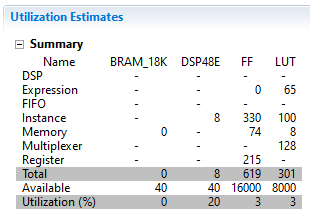 Utilization Estimates
Summary
Name BRAM_18K DSP48E FF LUT
DSP - - - -
Expression - - 0 65
FIFO - - - -
Instance - 8 330 100
Memory 0 - 74 8
Multiplexer - - - 128
Register - - 215 -
Total 0 8 619 301
Available 40 40 16000 8000
Utilization (%) 0 20 3 3